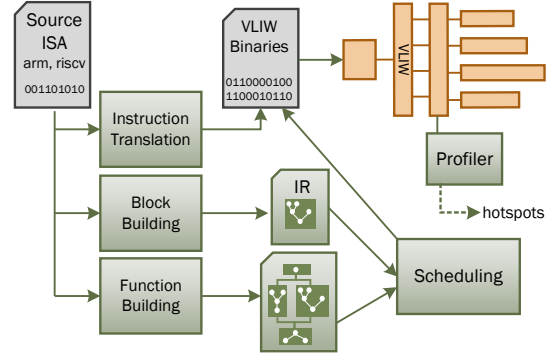 Source
ISA
arm, riscv
001101010
VLIW
Binaries
0110000100
1100010110
VLIW
Instruction
Translation
Profiler
hotspots
Block
Building
IR
Function
Building
Scheduling